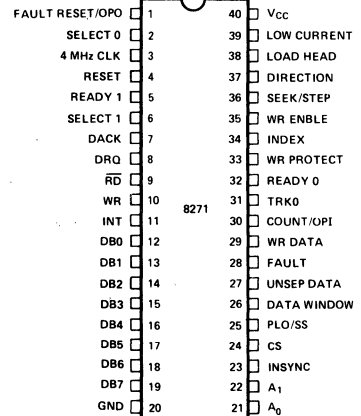 FAULT RESET/OPO 1 40 VCC
SELECT 0 2 39 LOW CURRENT
4 MHz CLK 3 38 LOAD HEAD
RESET 4 37 DIRECTION
READY 1 5 36 SEEK/STEP
SELECT 1 6 35 WR ENBLE
DACK 7 34 INDEX
DRQ 8 33 WR PROTECT
RD 9 32 READY 0
WR 10 31 TRK0
8271
INT 11 30 COUNT/OPI
DB0 12 29 WR DATA
DB1 13 28 FAULT
DB2 14 27 UNSEP DATA
DB3 15 26 DATA WINDOW
DB4 16 25 PLO/SS
DB5 17 24 CS
DB6 18 23 INSYNC
DB7 19 22 A1
GND 20 21 A0